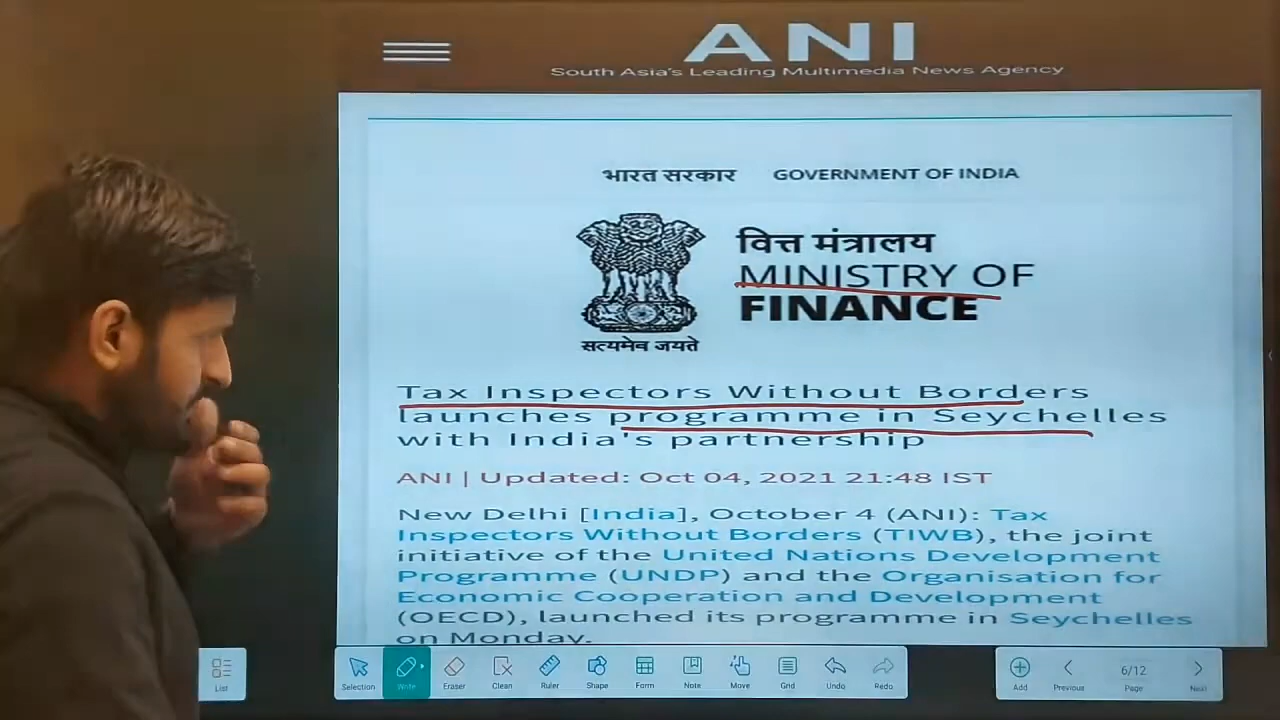 ANI
South Asia's Leading Multimedia News Agency
भारत सरकार GOVERNMENT OF INDIA
वित्त मंत्रालय
MINISTRY OF
FINANCE
सत्यमेव जयते
Tax Inspectors Without Borders
launches programme in Seychelles
with India's partnership
ANI | Updated: Oct 04, 2021 21:48 IST
New Delhi [India], October 4 (ANI): Tax
Inspectors Without Borders (TIWB), the joint
initiative of the United Nations Development
Programme (UNDP) and the Organisation for
Economic Cooperation and Development
(OECD), launched its programme in Seychelles
on Monday.
List Selection Write Eraser Clean Ruler Shape Form Note Move Grid Undo Redo Add Previous 6/12 Page Next